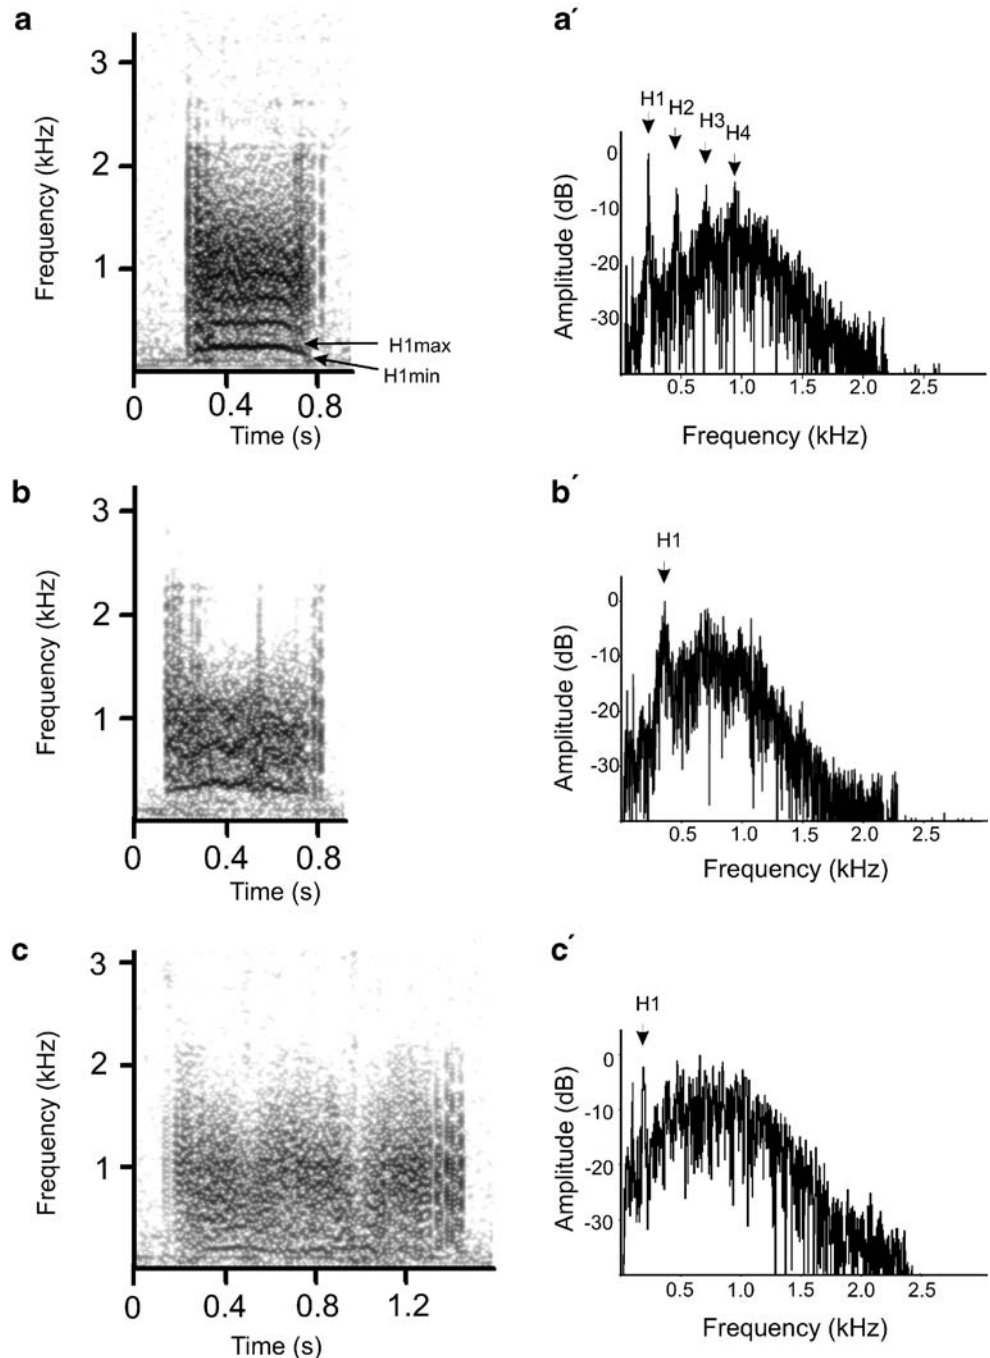 a
3
2
1
Frequency (kHz)
H1max
H1min
0
0.4
0.8
Time (s)
a´
H1
H2
H3
H4
0
-10
-20
-30
Amplitude (dB)
0.5
1.0
1.5
2.0
2.5
Frequency (kHz)
b
3
2
1
Frequency (kHz)
0
0.4
0.8
Time (s)
b´
H1
0
-10
-20
-30
Amplitude (dB)
0.5
1.0
1.5
2.0
2.5
Frequency (kHz)
c
3
2
1
Frequency (kHz)
0
0.4
0.8
1.2
Time (s)
c´
H1
0
-10
-20
-30
Amplitude (dB)
0.5
1.0
1.5
2.0
2.5
Frequency (kHz)